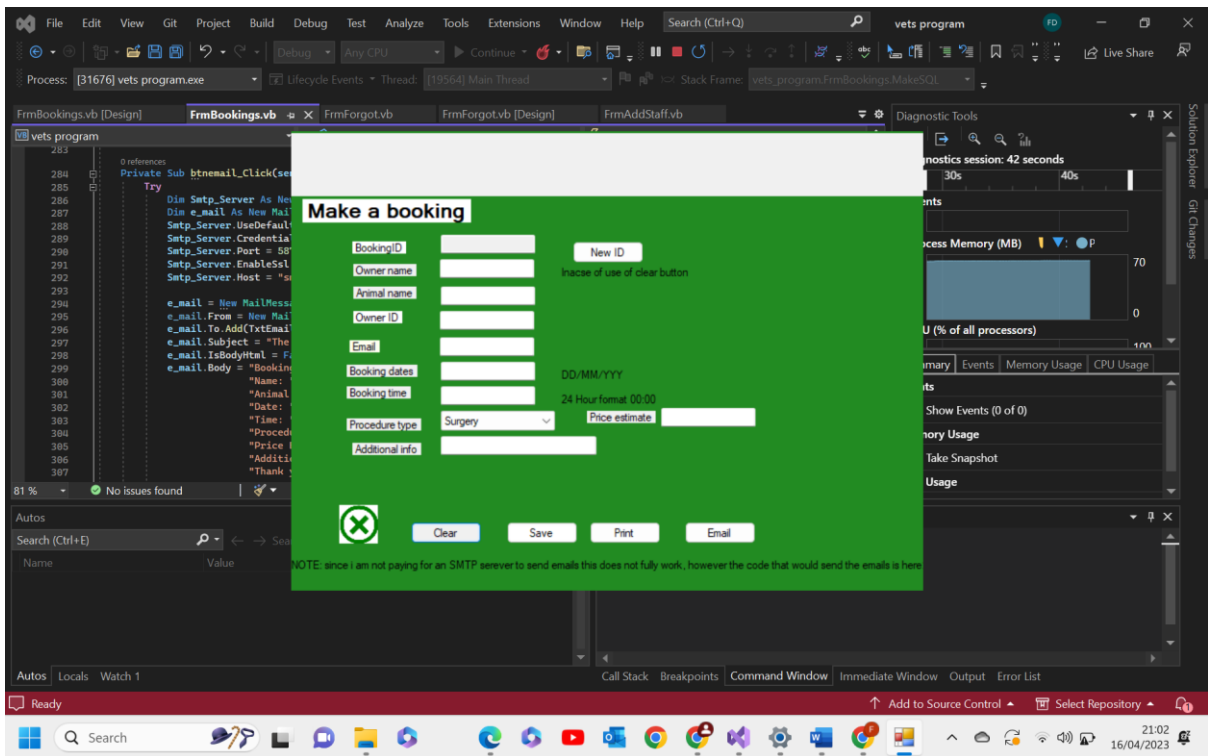 File Edit View Git Project Build Debug Test Analyze Tools Extensions Window Help Search (Ctrl+Q) vets program FD
Debug Any CPU Continue Live Share
Process: [31676] vets program.exe Lifecycle Events Thread: [19564] Main Thread Stack Frame: vets_program.FrmBookings.MakeSQL
FrmBookings.vb [Design] FrmBookings.vb FrmForgot.vb FrmForgot.vb [Design] FrmAddStaff.vb
vets program
283
0 references
284 Private Sub btnemail_Click(se
285 Try
286 Dim Smtp_Server As Ne
287 Dim e_mail As New Mai
288 Smtp_Server.UseDefaul
289 Smtp_Server.Credentia
290 Smtp_Server.Port = 58
291 Smtp_Server.EnableSsl
292 Smtp_Server.Host = "s
293
294 e_mail = New MailMess
295 e_mail.From = New Mai
296 e_mail.To.Add(TxtEmai
297 e_mail.Subject = "The
298 e_mail.IsBodyHtml = F
299 e_mail.Body = "Bookin
300 "Name:
301 "Animal
302 "Date:
303 "Time:
304 "Proced
305 "Price
306 "Additi
307 "Thank
81 % No issues found
Make a booking
BookingID New ID
Owner name Inacse of use of clear button
Animal name
Owner ID
Email
Booking dates DD/MM/YYY
Booking time 24 Hour format 00:00
Procedure type Surgery Price estimate
Additional info
Clear Save Print Email
NOTE: since i am not paying for an SMTP serever to send emails this does not fully work, however the code that would send the emails is here
Diagnostic Tools
nostics session: 42 seconds
30s 40s
ents
cess Memory (MB) P
70
0
U (% of all processors)
100
mary Events Memory Usage CPU Usage
ts
Show Events (0 of 0)
ory Usage
Take Snapshot
Usage
Solution Explorer
Git Changes
Autos
Search (Ctrl+E) Sea
Name Value
Autos Locals Watch 1
Call Stack Breakpoints Command Window Immediate Window Output Error List
Ready Add to Source Control Select Repository
Search
21:02
16/04/2023